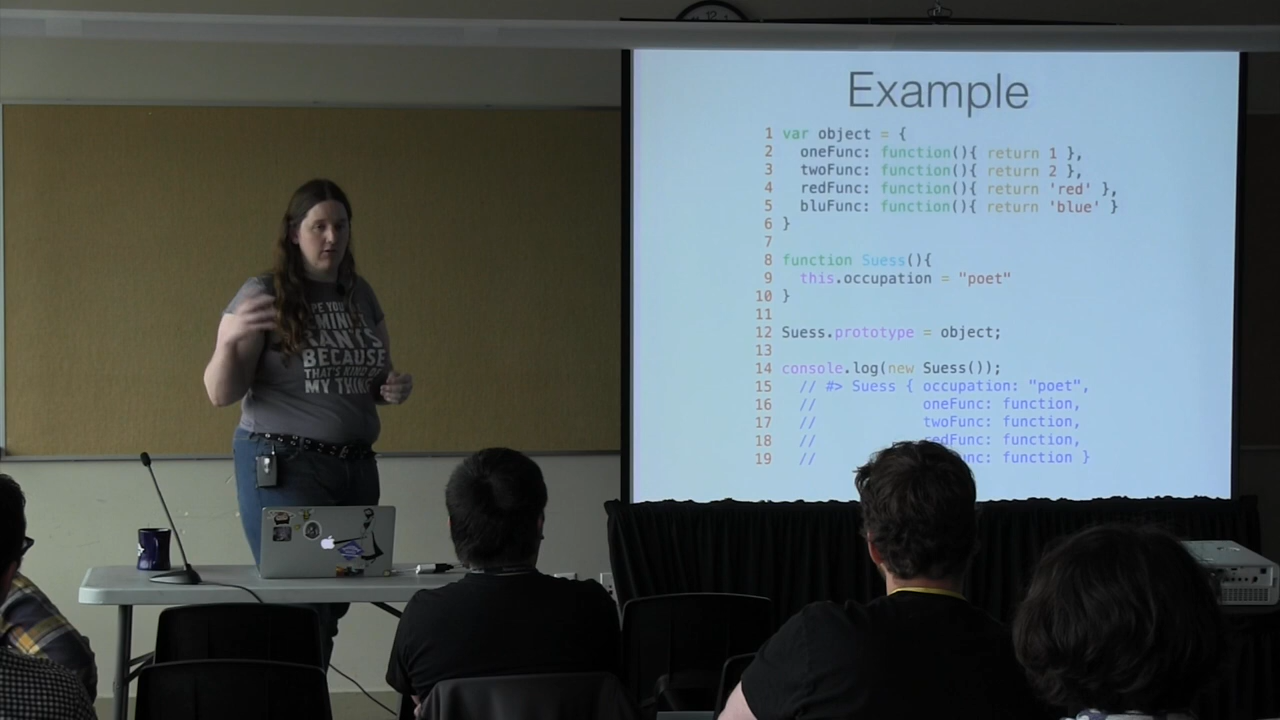 Example
1 var object = {
2 oneFunc: function(){ return 1 },
3 twoFunc: function(){ return 2 },
4 redFunc: function(){ return 'red' },
5 bluFunc: function(){ return 'blue' }
6 }
7
8 function Suess(){
9 this.occupation = "poet"
10 }
11
12 Suess.prototype = object;
13
14 console.log(new Suess());
15 // #> Suess { occupation: "poet",
16 // oneFunc: function,
17 // twoFunc: function,
18 // redFunc: function,
19 // nc: function }
BECAUSE
THAT'S KIND OF
MY THING